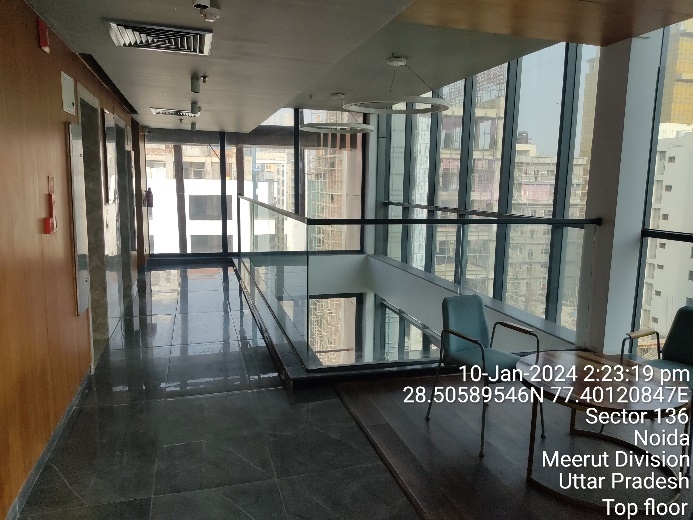 10-Jan-2024 2:23:19 pm
28.50589546N 77.40120847E
Sector 136
Noida
Meerut Division
Uttar Pradesh
Top floor